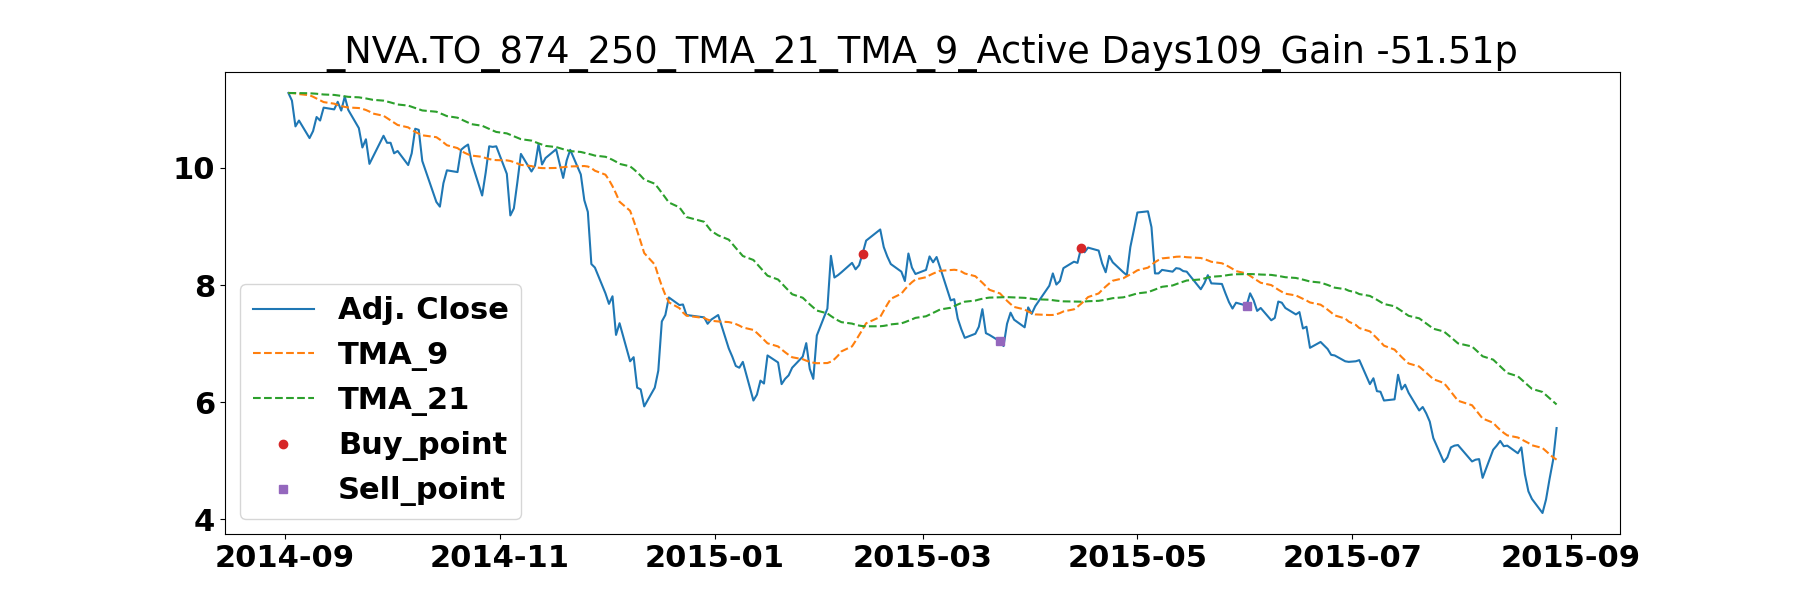 _NVA.TO_874_250_TMA_21_TMA_9_Active Days109_Gain -51.51p
10
8
6
4
Adj. Close
TMA_9
TMA_21
Buy_point
Sell_point
2014-09 2014-11 2015-01 2015-03 2015-05 2015-07 2015-09